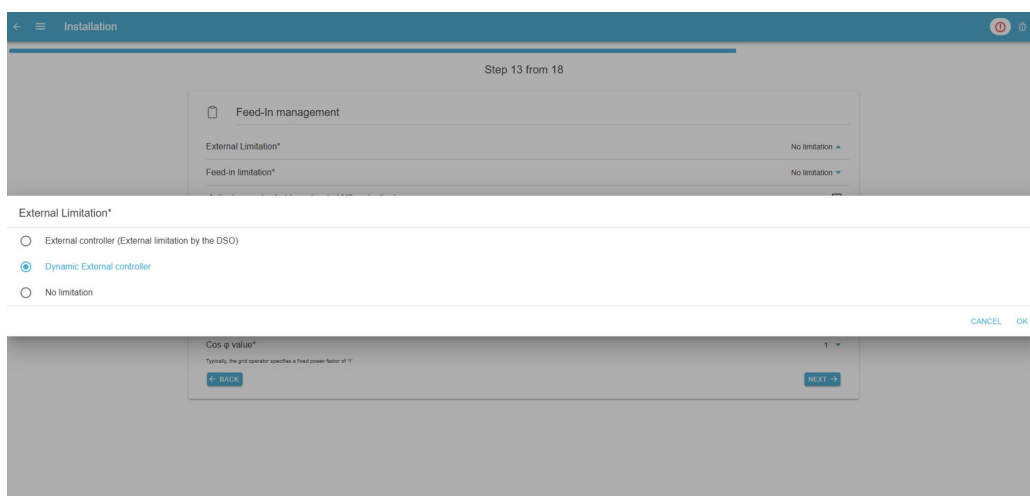 Installation
Step 13 from 18
Feed-In management
External Limitation*
No limitation
Feed-in limitation*
No limitation
External Limitation*
External controller (External limitation by the DSO)
Dynamic External controller
No limitation
CANCEL OK
Cos φ value*
1
Typically, the grid operator specifies a fixed power factor of '1'
BACK
NEXT